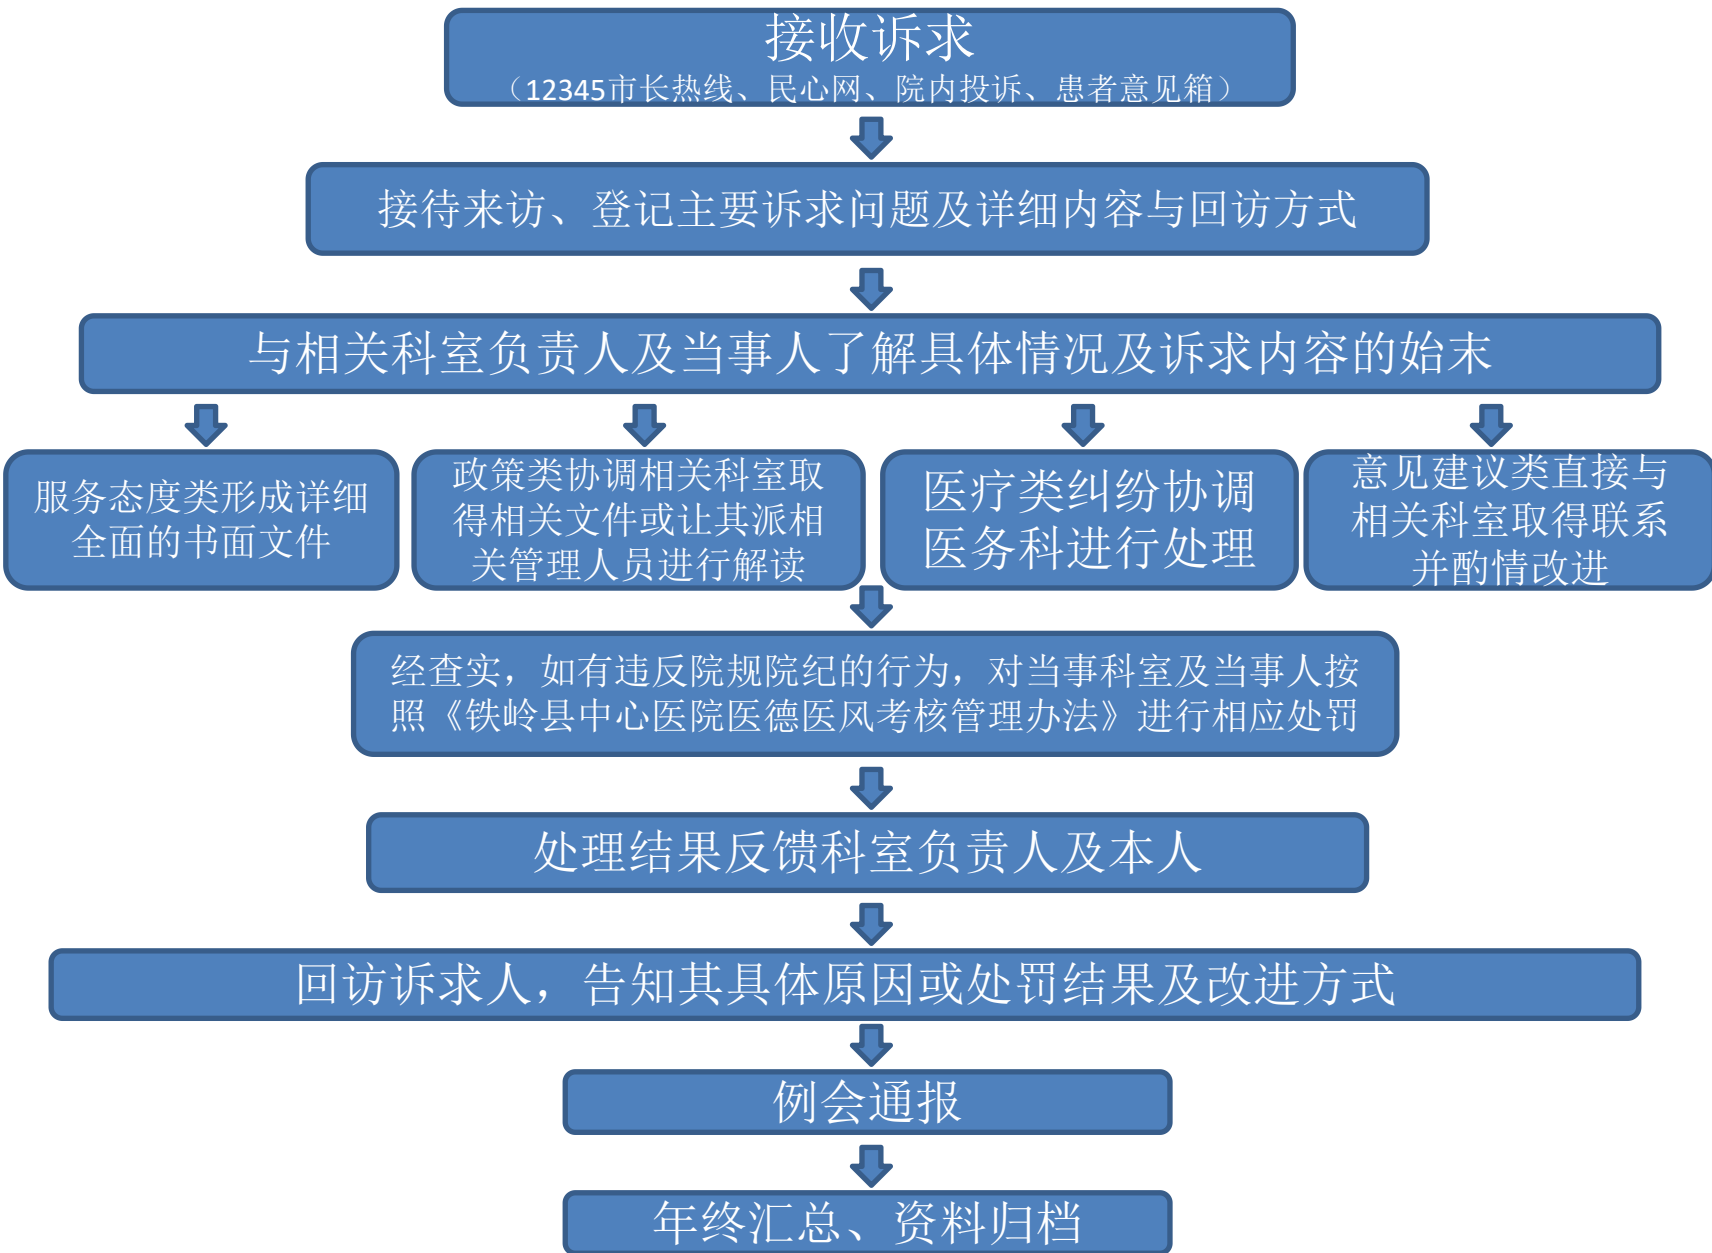 接收诉求
（12345市长热线、民心网、院内投诉、患者意见箱）
接待来访、登记主要诉求问题及详细内容与回访方式
与相关科室负责人及当事人了解具体情况及诉求内容的始末
服务态度类形成详细
全面的书面文件
政策类协调相关科室取
得相关文件或让其派相
关管理人员进行解读
医疗类纠纷协调
医务科进行处理
意见建议类直接与
相关科室取得联系
并酌情改进
经查实，如有违反院规院纪的行为，对当事科室及当事人按
照《铁岭县中心医院医德医风考核管理办法》进行相应处罚
处理结果反馈科室负责人及本人
回访诉求人，告知其具体原因或处罚结果及改进方式
例会通报
年终汇总、资料归档